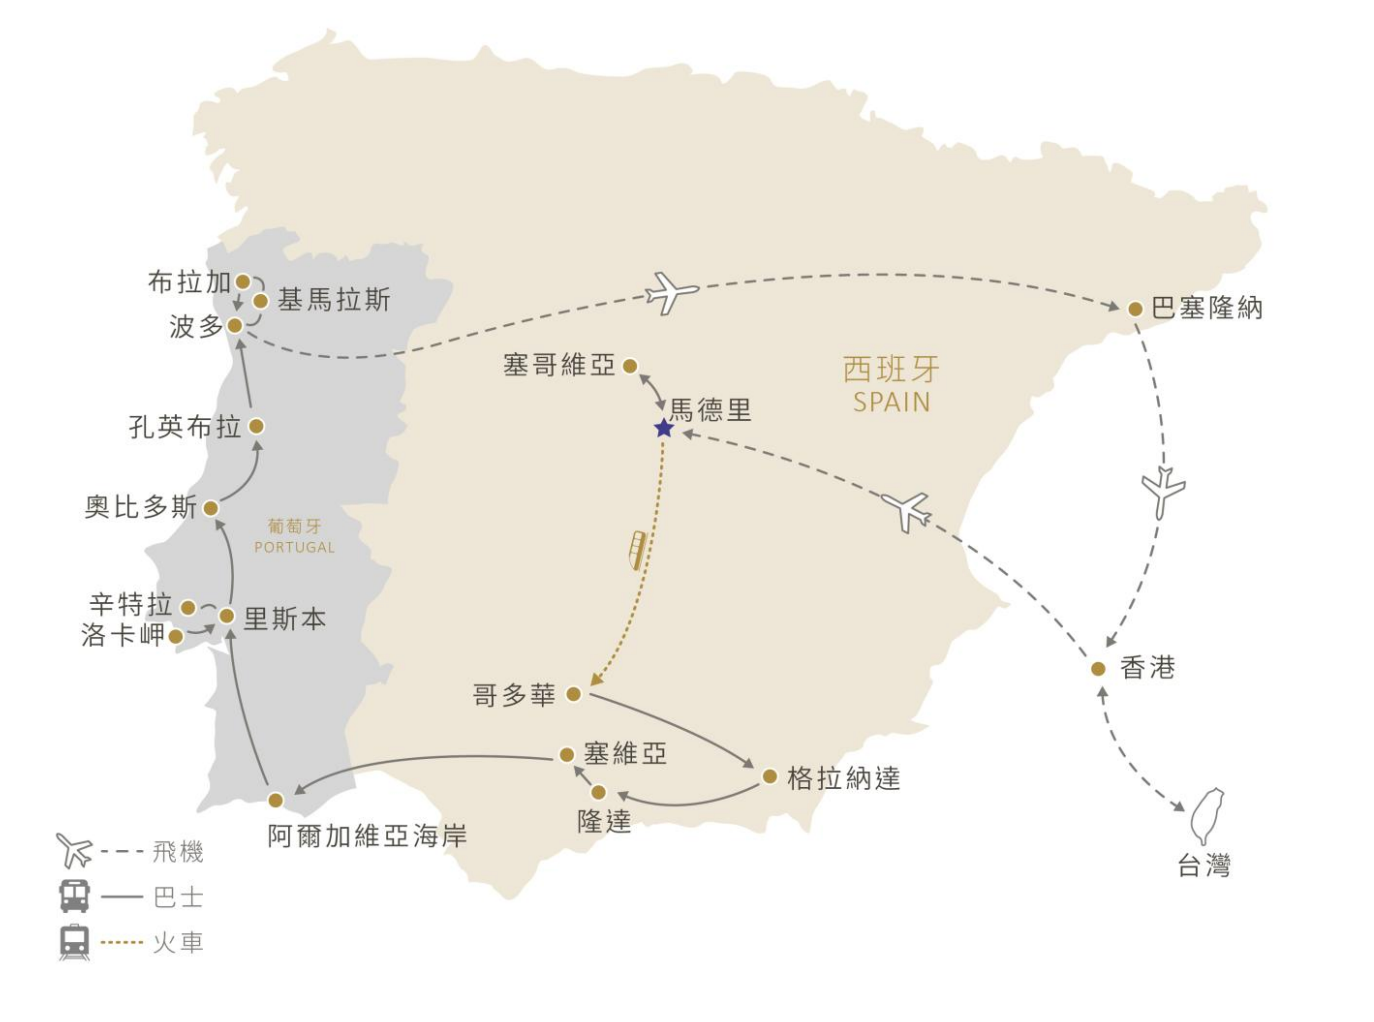 布拉加
基馬拉斯
波多
巴塞隆納
塞哥維亞
西班牙
SPAIN
馬德里
孔英布拉
奧比多斯
葡萄牙
PORTUGAL
辛特拉
里斯本
洛卡岬
香港
哥多華
塞維亞
格拉納達
隆達
阿爾加維亞海岸
台灣
飛機
巴士
火車